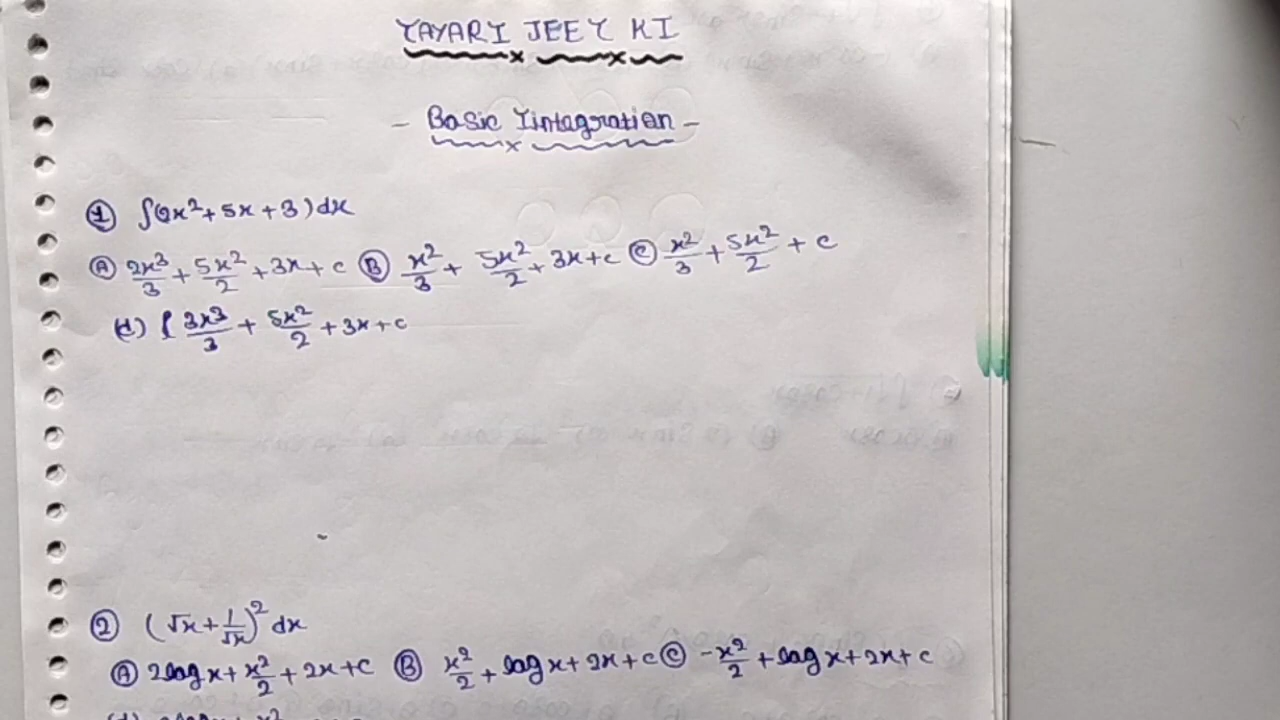 TAYARI JEET KI
- Basic Iintagration -
① ∫(2x²+5x+3)dx
Ⓐ 2x³/3 + 5x²/2 + 3x + c Ⓑ x²/3 + 5x²/2 + 3x+c Ⓒ x²/3 + 5x²/2 + c
(d) 3x³/3 + 5x²/2 + 3x+c
② (√x + 1/√x)² dx
Ⓐ 2log x + x²/2 + 2x+c Ⓑ x²/2 + log x + 2x+c Ⓒ -x²/2 + log x + 2x+c